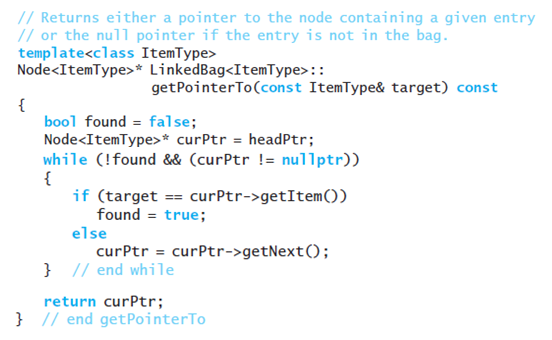 // Returns either a pointer to the node containing a given entry
// or the null pointer if the entry is not in the bag.
template<class ItemType>
Node<ItemType>* LinkedBag<ItemType>::
getPointerTo(const ItemType& target) const
{
bool found = false;
Node<ItemType>* curPtr = headPtr;
while (!found && (curPtr != nullptr))
{
if (target == curPtr->getItem())
found = true;
else
curPtr = curPtr->getNext();
} // end while
return curPtr;
} // end getPointerTo